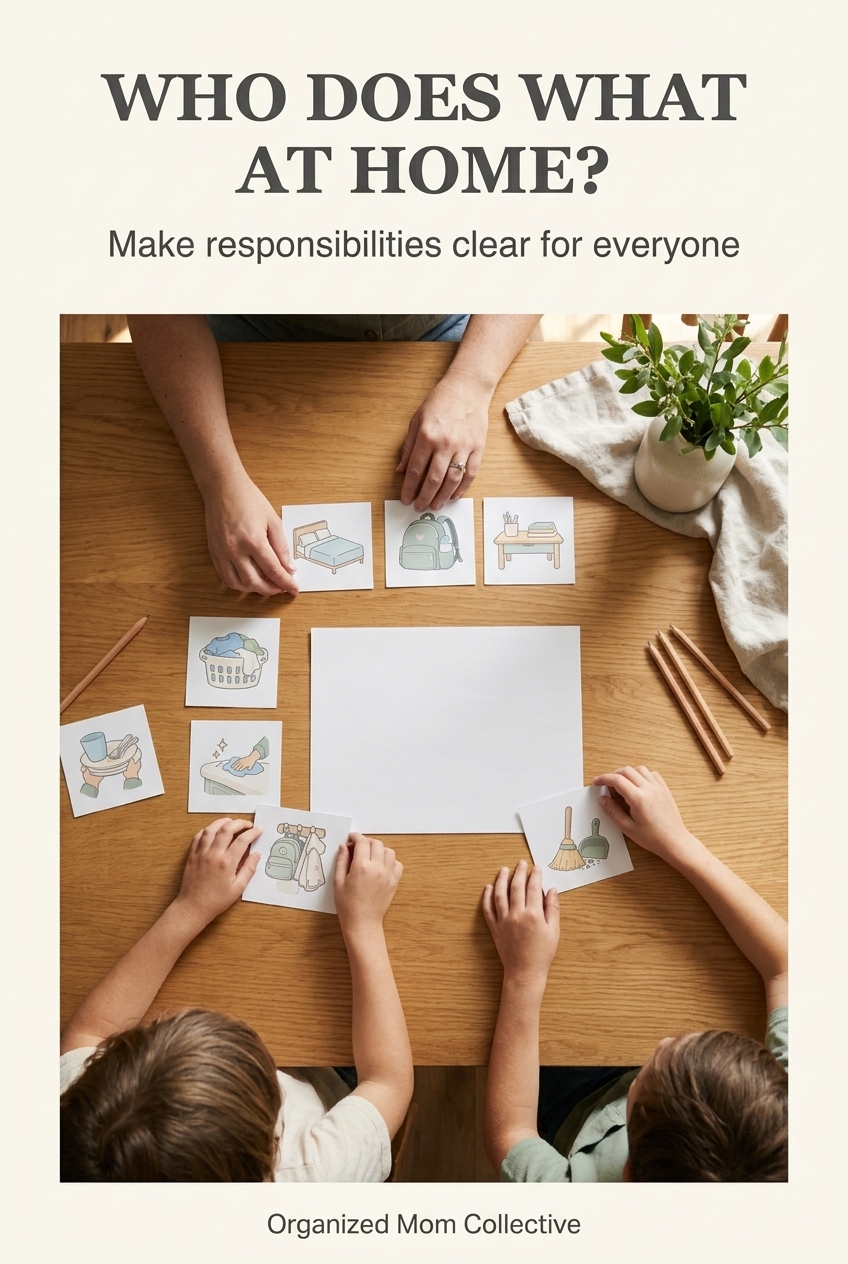 WHO DOES WHAT
AT HOME?
Make responsibilities clear for everyone
Organized Mom Collective